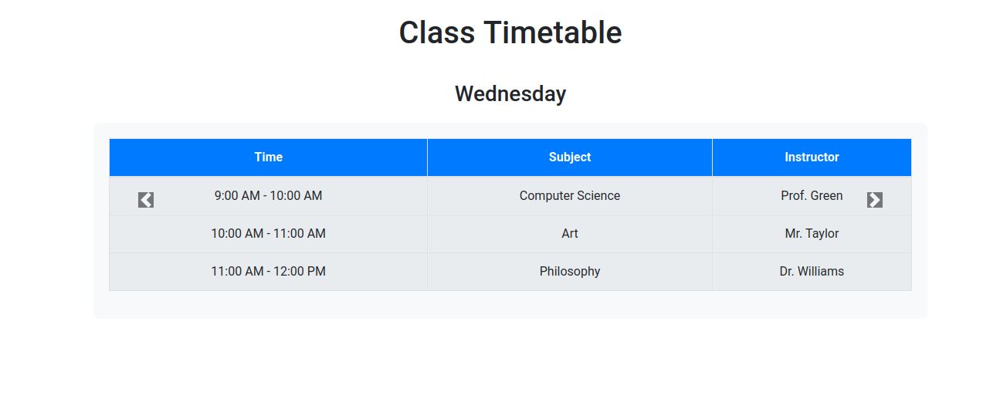 Class Timetable
Wednesday
Time Subject Instructor
9:00 AM - 10:00 AM Computer Science Prof. Green
10:00 AM - 11:00 AM Art Mr. Taylor
11:00 AM - 12:00 PM Philosophy Dr. Williams